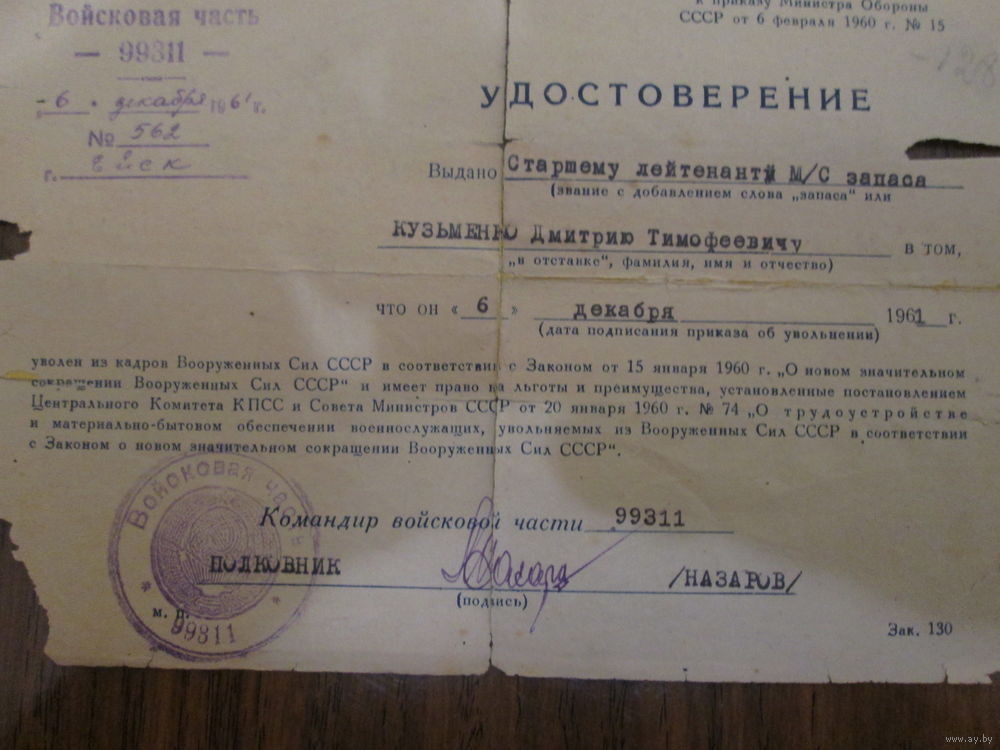 Войсковая часть
— 99311 —
к приказу Министра Обороны
СССР от 6 февраля 1960 г. № 15
„6„ декабря 1961 г.
№ 562
г. Ейск
УДОСТОВЕРЕНИЕ
Выдано Старшему лейтенанту М/С запаса
(звание с добавлением слова „запаса“ или
КУЗЬМЕНКО Дмитрию Тимофеевичу в том,
„в отставке“, фамилия, имя и отчество)
что он « 6 » декабря 1961 г.
(дата подписания приказа об увольнении)
уволен из кадров Вооруженных Сил СССР в соответствии с Законом от 15 января 1960 г. „О новом значительном
сокращении Вооруженных Сил СССР“ и имеет право на льготы и преимущества, установленные постановлением
Центрального Комитета КПСС и Совета Министров СССР от 20 января 1960 г. № 74 „О трудоустройстве
и материально-бытовом обеспечении военнослужащих, увольняемых из Вооруженных Сил СССР в соответствии
с Законом о новом значительном сокращении Вооруженных Сил СССР“.
Войсковая часть
Командир войсковой части 99311
ПОЛКОВНИК /НАЗАРОВ/
(подпись)
м. п.
99311
Зак. 130
www.ay.by